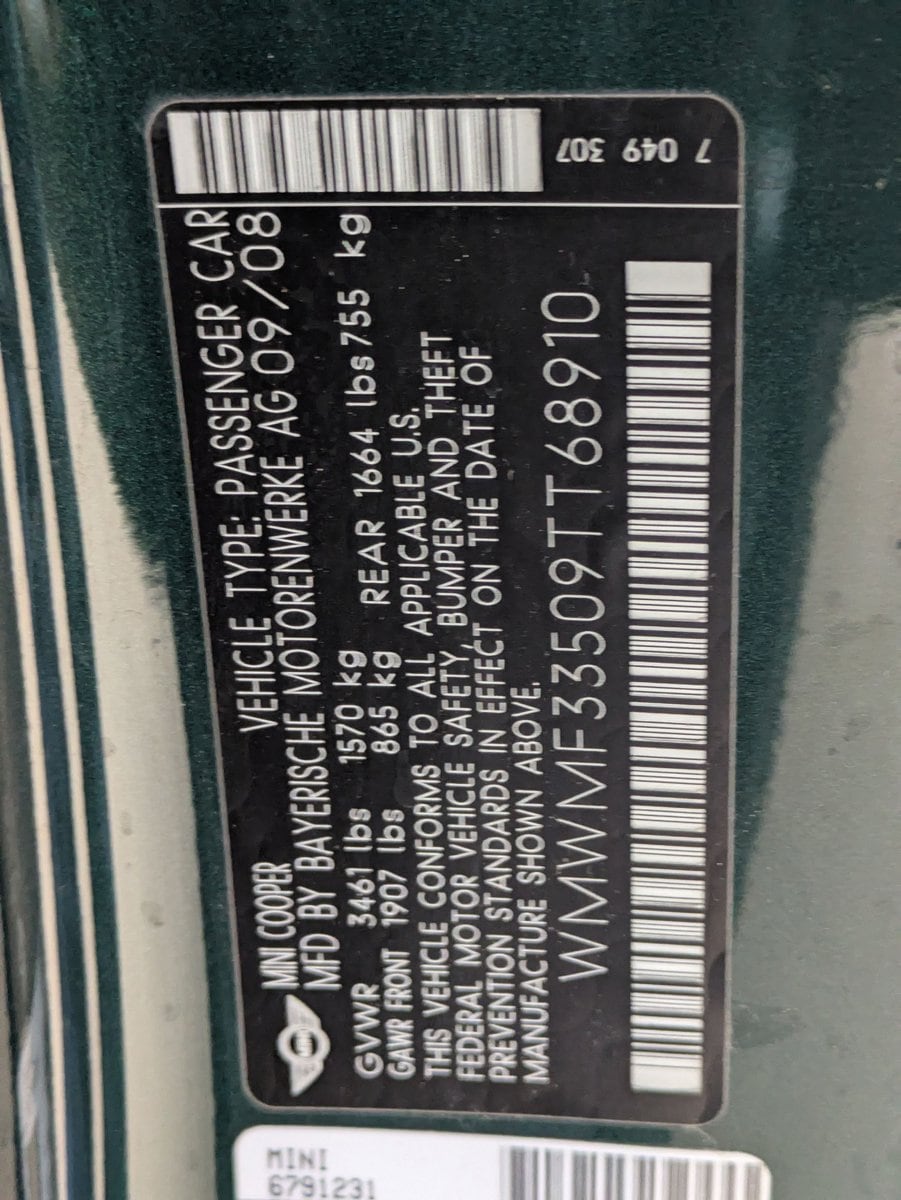 7 049 307
VEHICLE TYPE: PASSENGER CAR
MINI COOPER
MFD BY BAYERISCHE MOTORENWERKE AG 09/08
GVWR 3461 lbs 1570 kg
GAWR FRONT 1907 lbs 865 kg REAR 1664 lbs 755 kg
THIS VEHICLE CONFORMS TO ALL APPLICABLE U.S.
FEDERAL MOTOR VEHICLE SAFETY, BUMPER AND THEFT
PREVENTION STANDARDS IN EFFECT ON THE DATE OF
MANUFACTURE SHOWN ABOVE.
WMWMF33509TT68910
MINI
6791231